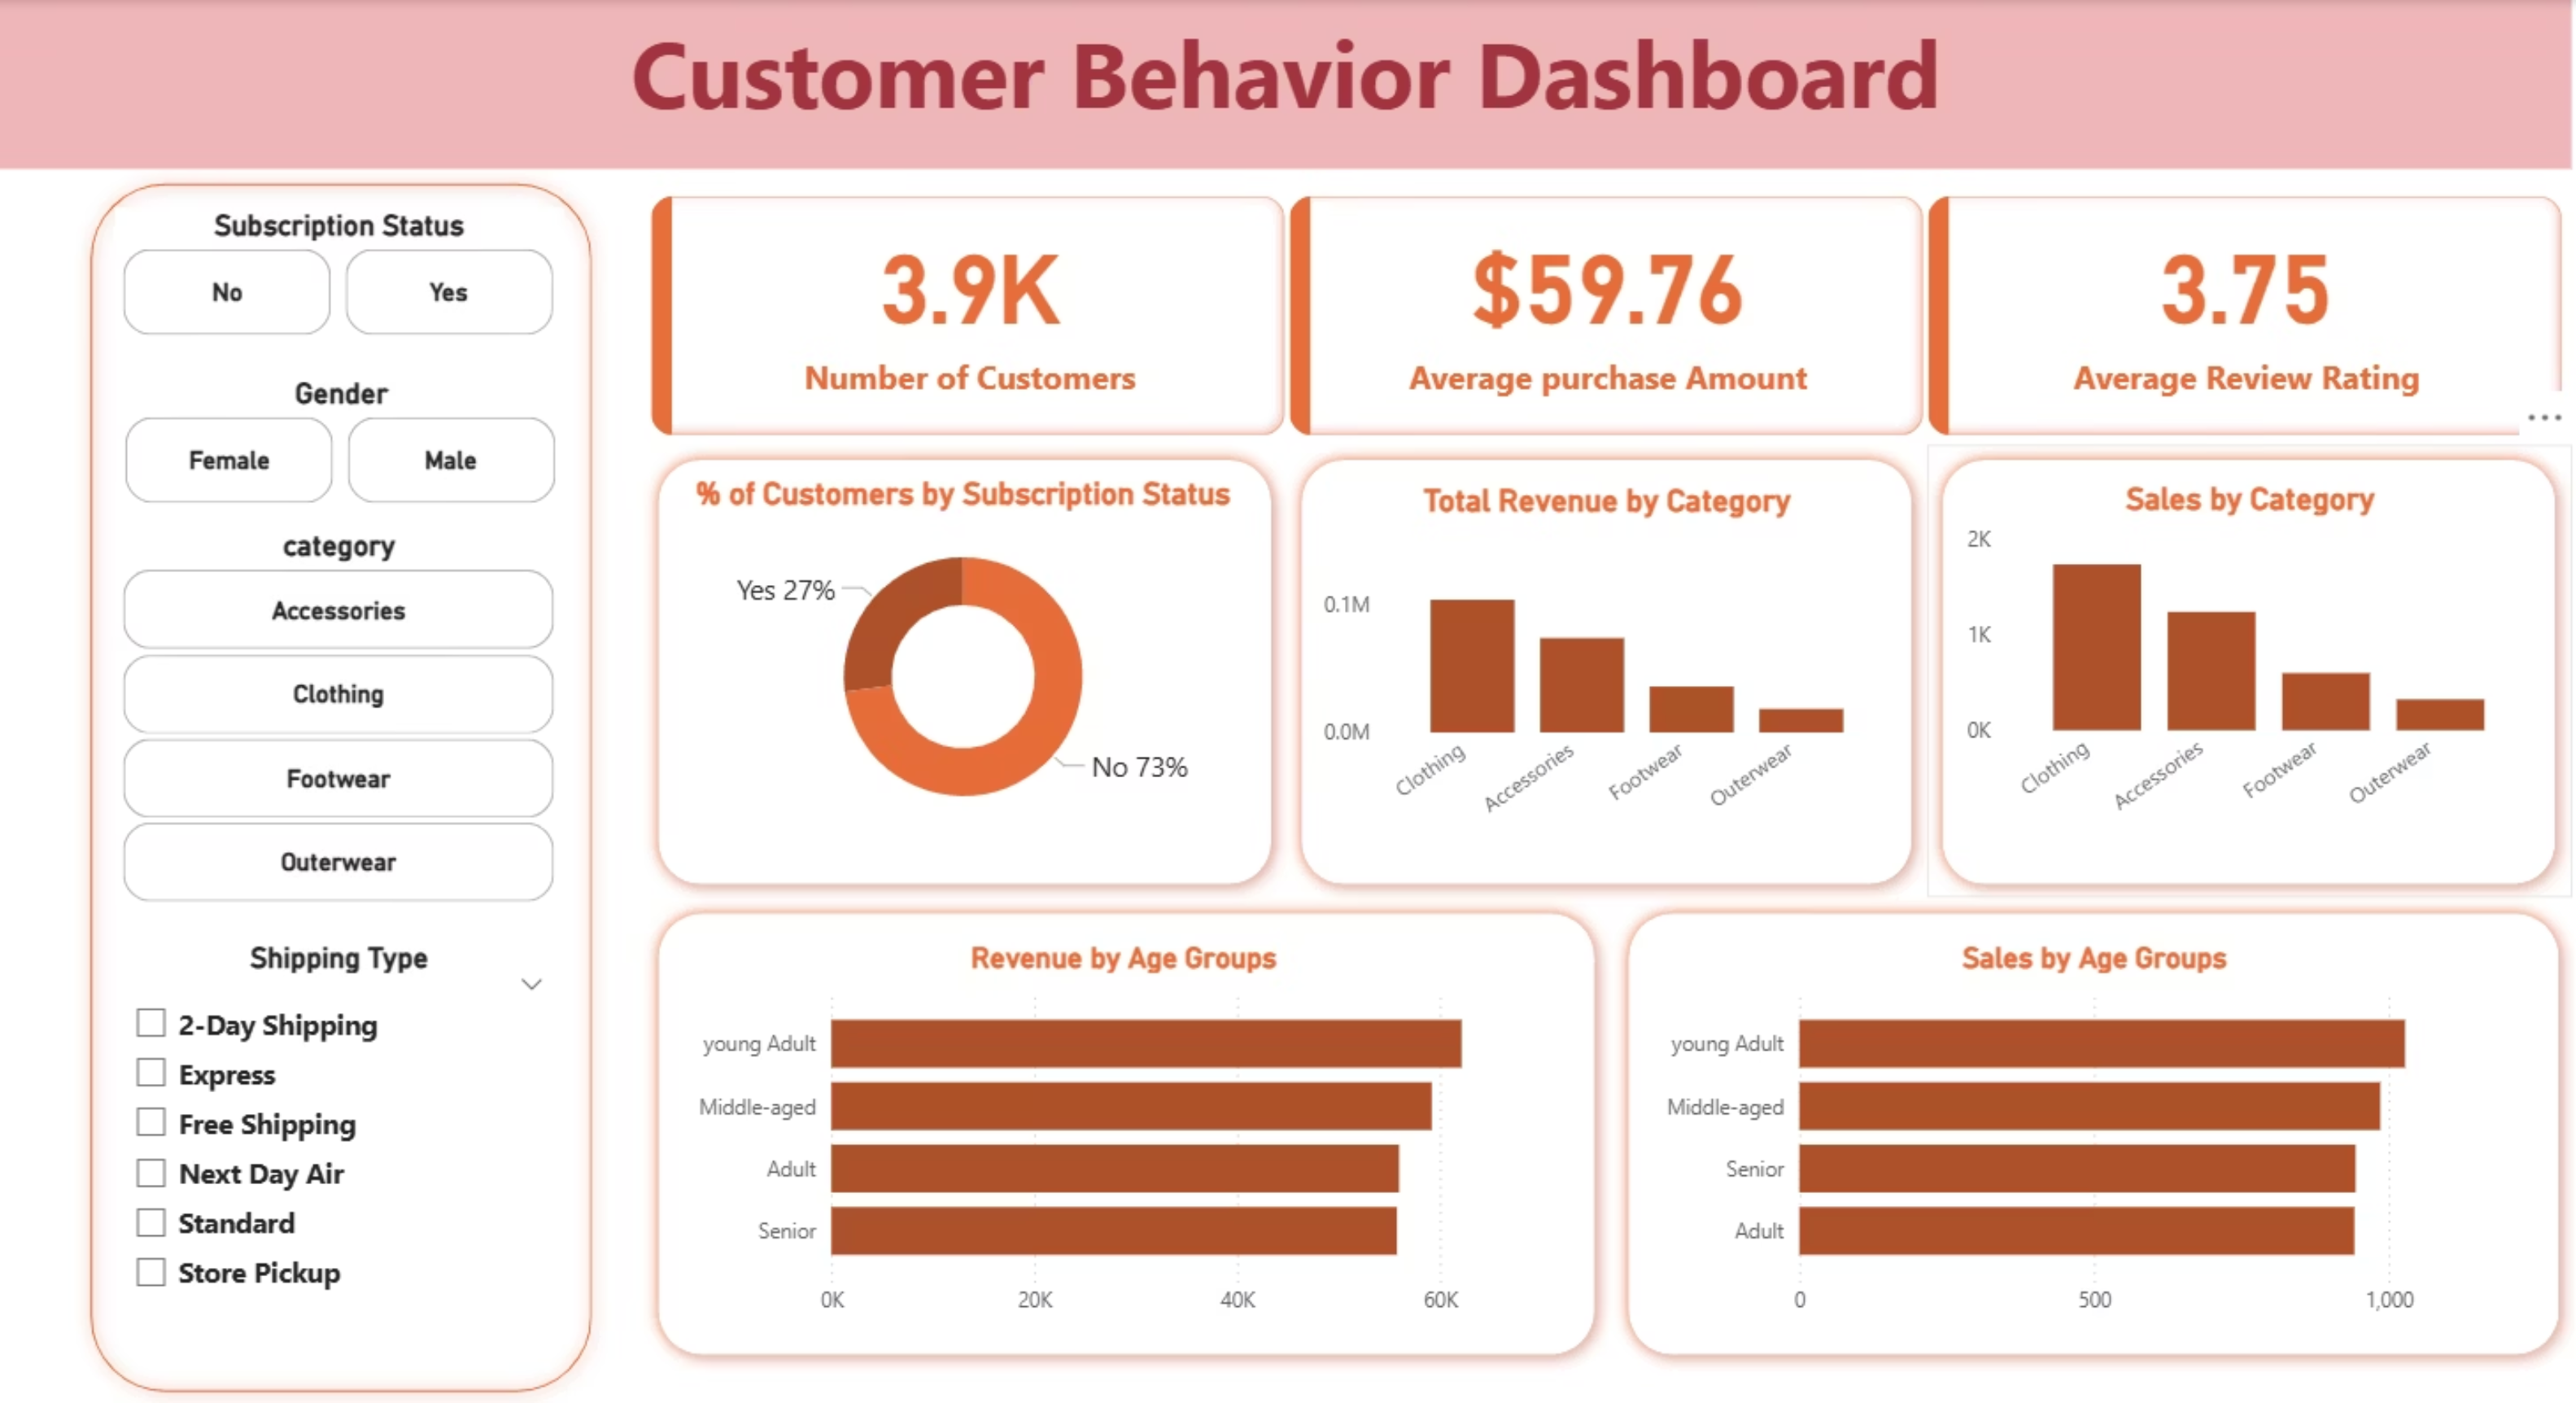 Customer Behavior Dashboard
Subscription Status
No
Yes
Gender
Female
Male
category
Accessories
Clothing
Footwear
Outerwear
Shipping Type
2-Day Shipping
Express
Free Shipping
Next Day Air
Standard
Store Pickup
3.9K
Number of Customers
$59.76
Average purchase Amount
3.75
Average Review Rating
...
% of Customers by Subscription Status
Yes 27%
No 73%
Total Revenue by Category
0.1M
0.0M
Clothing
Accessories
Footwear
Outerwear
Sales by Category
2K
1K
0K
Clothing
Accessories
Footwear
Outerwear
Revenue by Age Groups
young Adult
Middle-aged
Adult
Senior
0K
20K
40K
60K
Sales by Age Groups
young Adult
Middle-aged
Senior
Adult
0
500
1,000